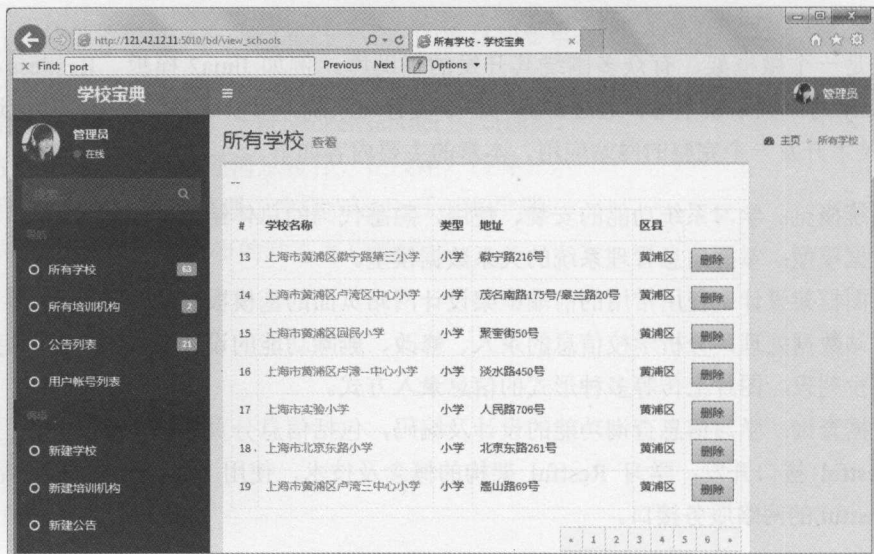 http://121.42.12.11:5010/bd/view_schools
所有学校 - 学校宝典
×
× Find: port Previous Next Options
学校宝典
管理员
管理员
在线
所有学校 查看
主页 > 所有学校
搜索...
所有学校 63
所有培训机构 2
公告列表 21
用户帐号列表
新建学校
新建培训机构
新建公告
--
# 学校名称 类型 地址 区县
13 上海市黄浦区徽宁路第三小学 小学 徽宁路216号 黄浦区 删除
14 上海市黄浦区卢湾区中心小学 小学 茂名南路175号/皋兰路20号 黄浦区 删除
15 上海市黄浦区回民小学 小学 聚奎街50号 黄浦区 删除
16 上海市黄浦区卢湾一中心小学 小学 淡水路450号 黄浦区 删除
17 上海市实验小学 小学 人民路706号 黄浦区 删除
18 上海市北京东路小学 小学 北京东路261号 黄浦区 删除
19 上海市黄浦区卢湾三中心小学 小学 嵩山路69号 黄浦区 删除
« 1 2 3 4 5 6 »